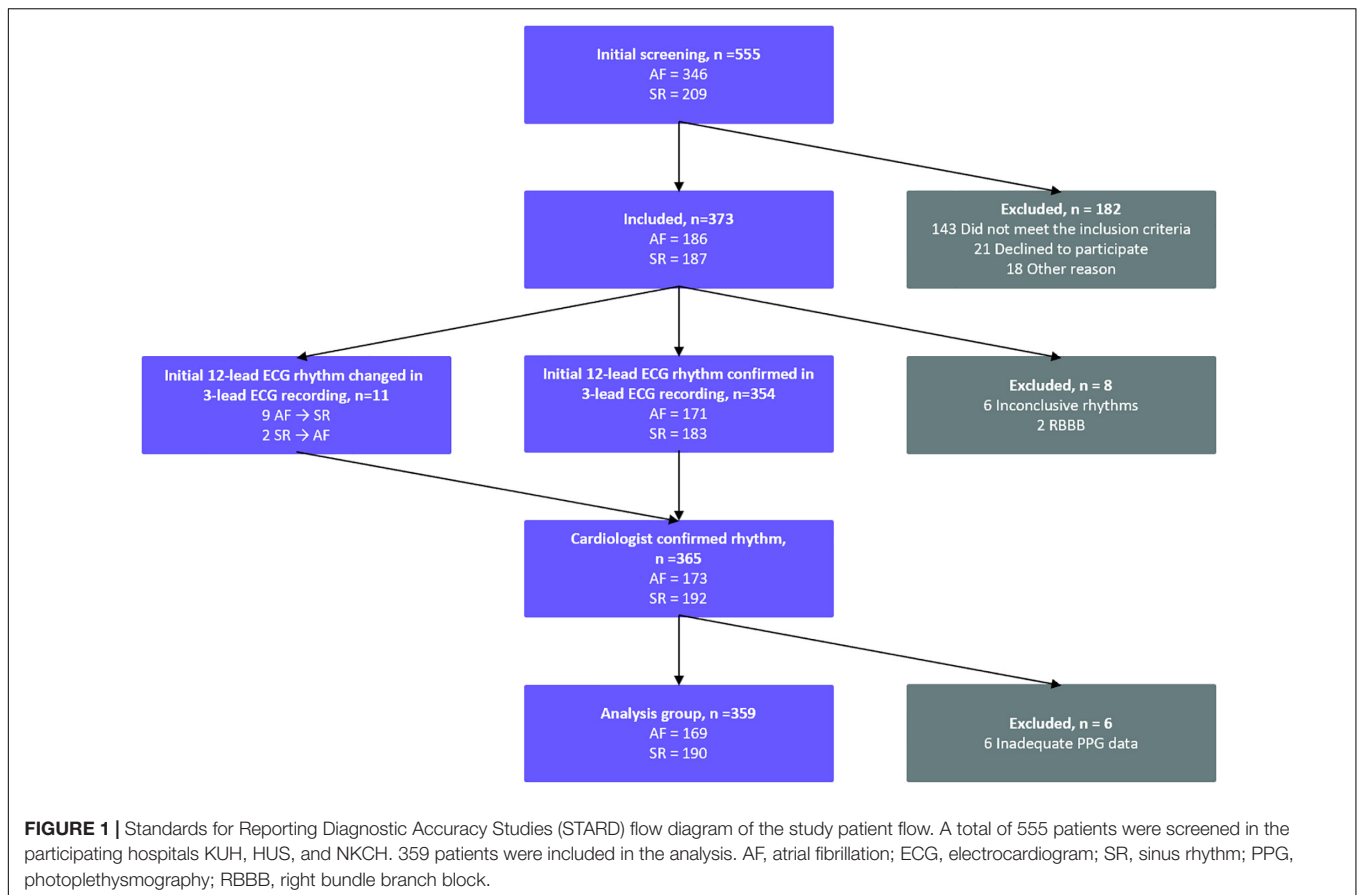 Initial screening, n =555
AF = 346
SR = 209
Included, n=373
AF = 186
SR = 187
Excluded, n = 182
143 Did not meet the inclusion criteria
21 Declined to participate
18 Other reason
Initial 12-lead ECG rhythm changed in
3-lead ECG recording, n=11
9 AF → SR
2 SR → AF
Initial 12-lead ECG rhythm confirmed in
3-lead ECG recording, n=354
AF = 171
SR = 183
Excluded, n = 8
6 Inconclusive rhythms
2 RBBB
Cardiologist confirmed rhythm,
n =365
AF = 173
SR = 192
Analysis group, n =359
AF = 169
SR = 190
Excluded, n = 6
6 Inadequate PPG data
FIGURE 1 | Standards for Reporting Diagnostic Accuracy Studies (STARD) flow diagram of the study patient flow. A total of 555 patients were screened in the
participating hospitals KUH, HUS, and NKCH. 359 patients were included in the analysis. AF, atrial fibrillation; ECG, electrocardiogram; SR, sinus rhythm; PPG,
photoplethysmography; RBBB, right bundle branch block.